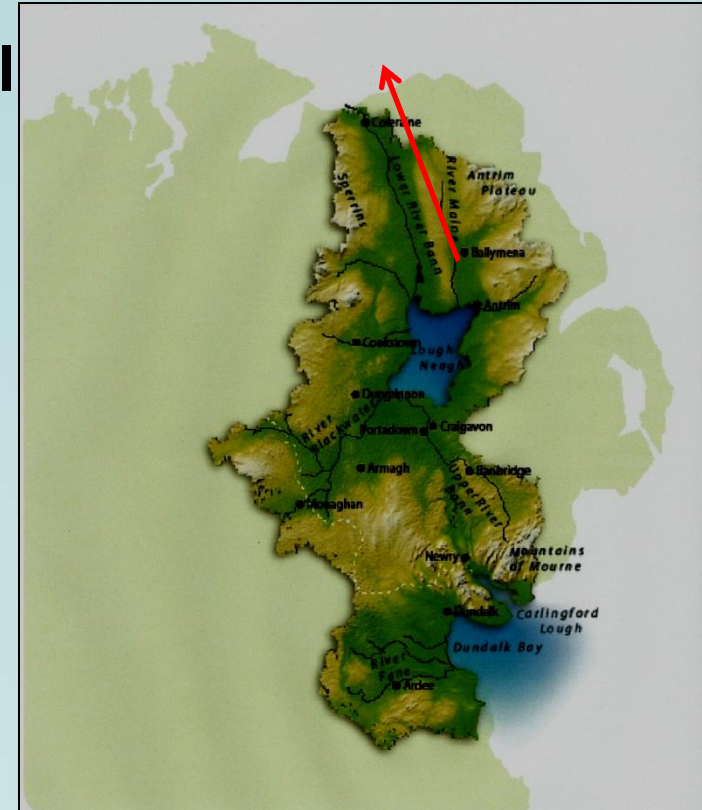 Coleraine
Sperrins
Lower River Bann
River Maine
Antrim
Plateau
Ballymena
Antrim
Cookstown
Lough
Neagh
Dungannon
River
Blackwater
Portadown
Craigavon
Armagh
Banbridge
Upper River
Bann
Monaghan
Newry
Mountains
of Mourne
Dundalk
Carlingford
Lough
Dundalk Bay
River
Fane
Ardee